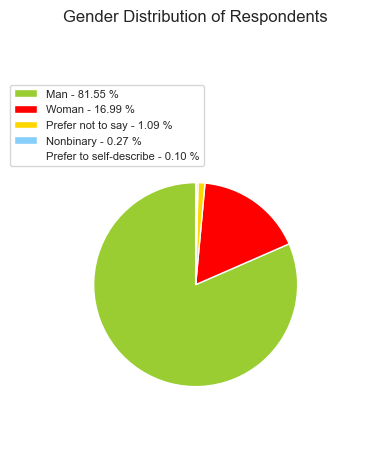 Gender Distribution of Respondents
Man - 81.55 %
Woman - 16.99 %
Prefer not to say - 1.09 %
Nonbinary - 0.27 %
Prefer to self-describe - 0.10 %